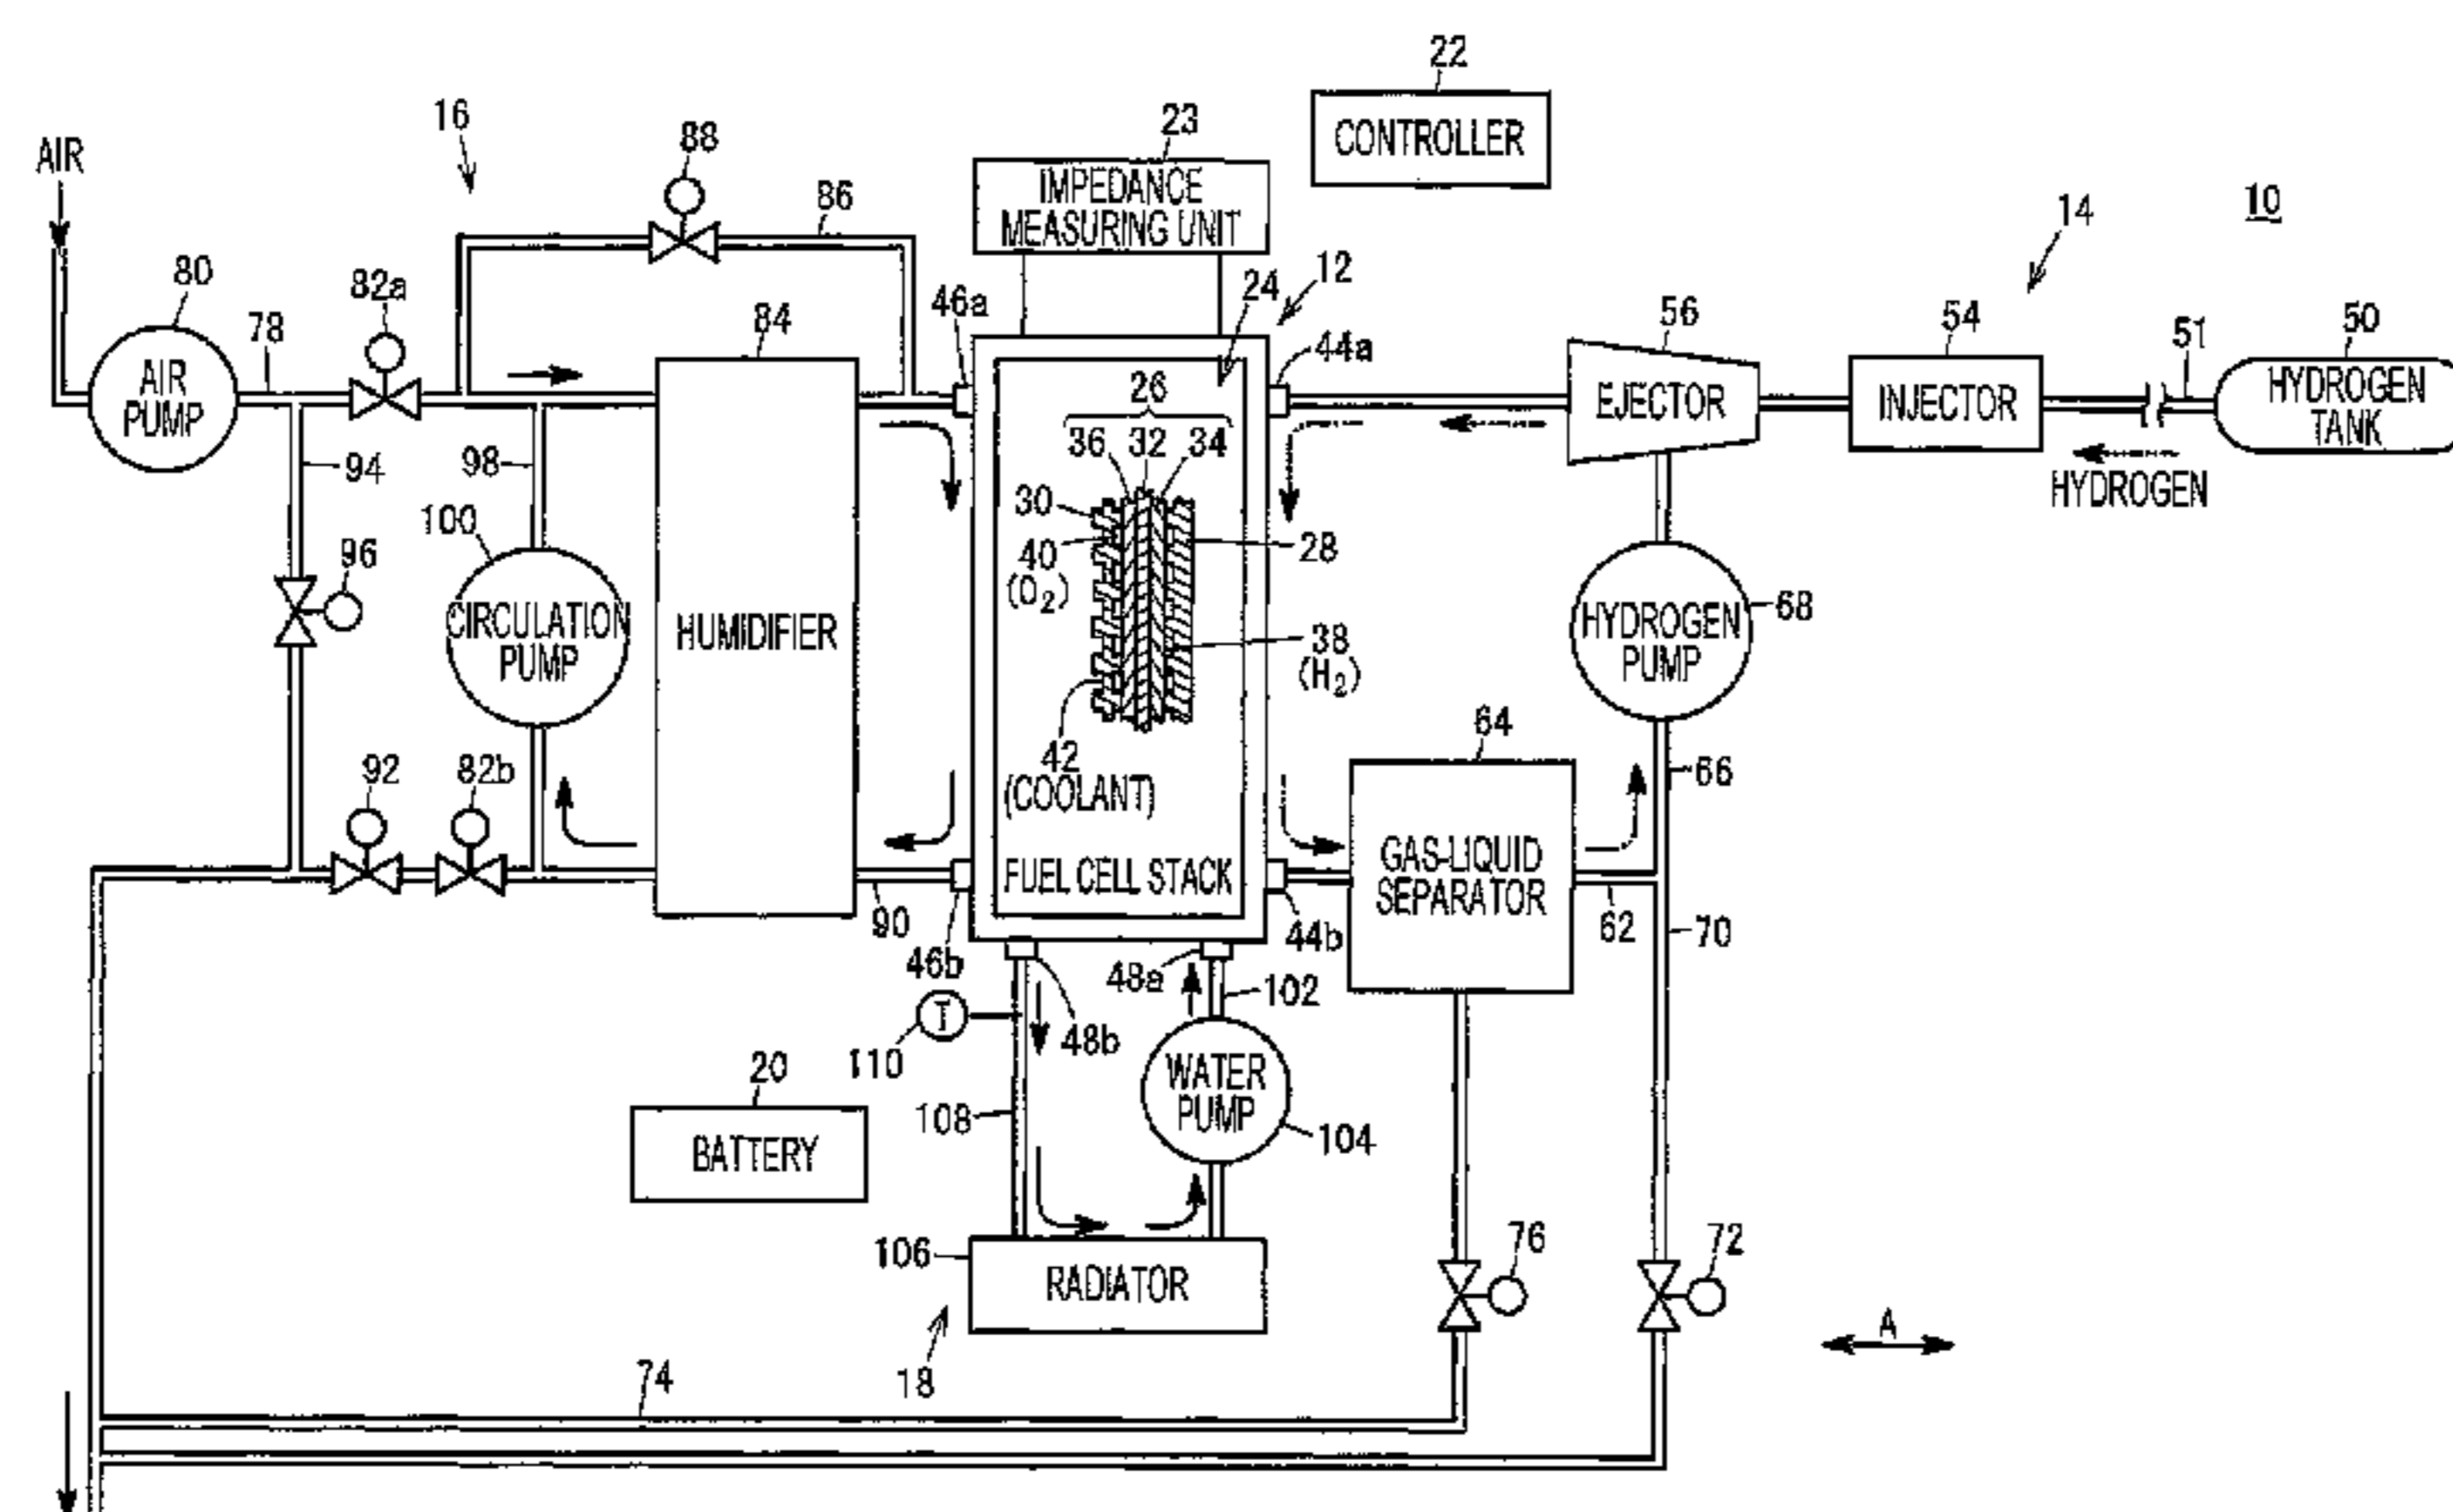 22
CONTROLLER
16
23
AIR
88
IMPEDANCE
MEASURING UNIT
86
14
10
80
82a
46a
24
12
78
84
44a
56
54
51
50
AIR
PUMP
26
EJECTOR
INJECTOR
HYDROGEN
TANK
36 32 34
94
98
HYDROGEN
30
100
40
(O2)
28
96
68
CIRCULATION
PUMP
HUMIDIFIER
38
(H2)
HYDROGEN
PUMP
42
(COOLANT)
64
92
82b
66
GAS-LIQUID
SEPARATOR
FUEL CELL STACK
90
62
70
46b
48a
44b
102
T
110
48b
20
WATER
PUMP
108
104
BATTERY
106
RADIATOR
76
72
A
18
74